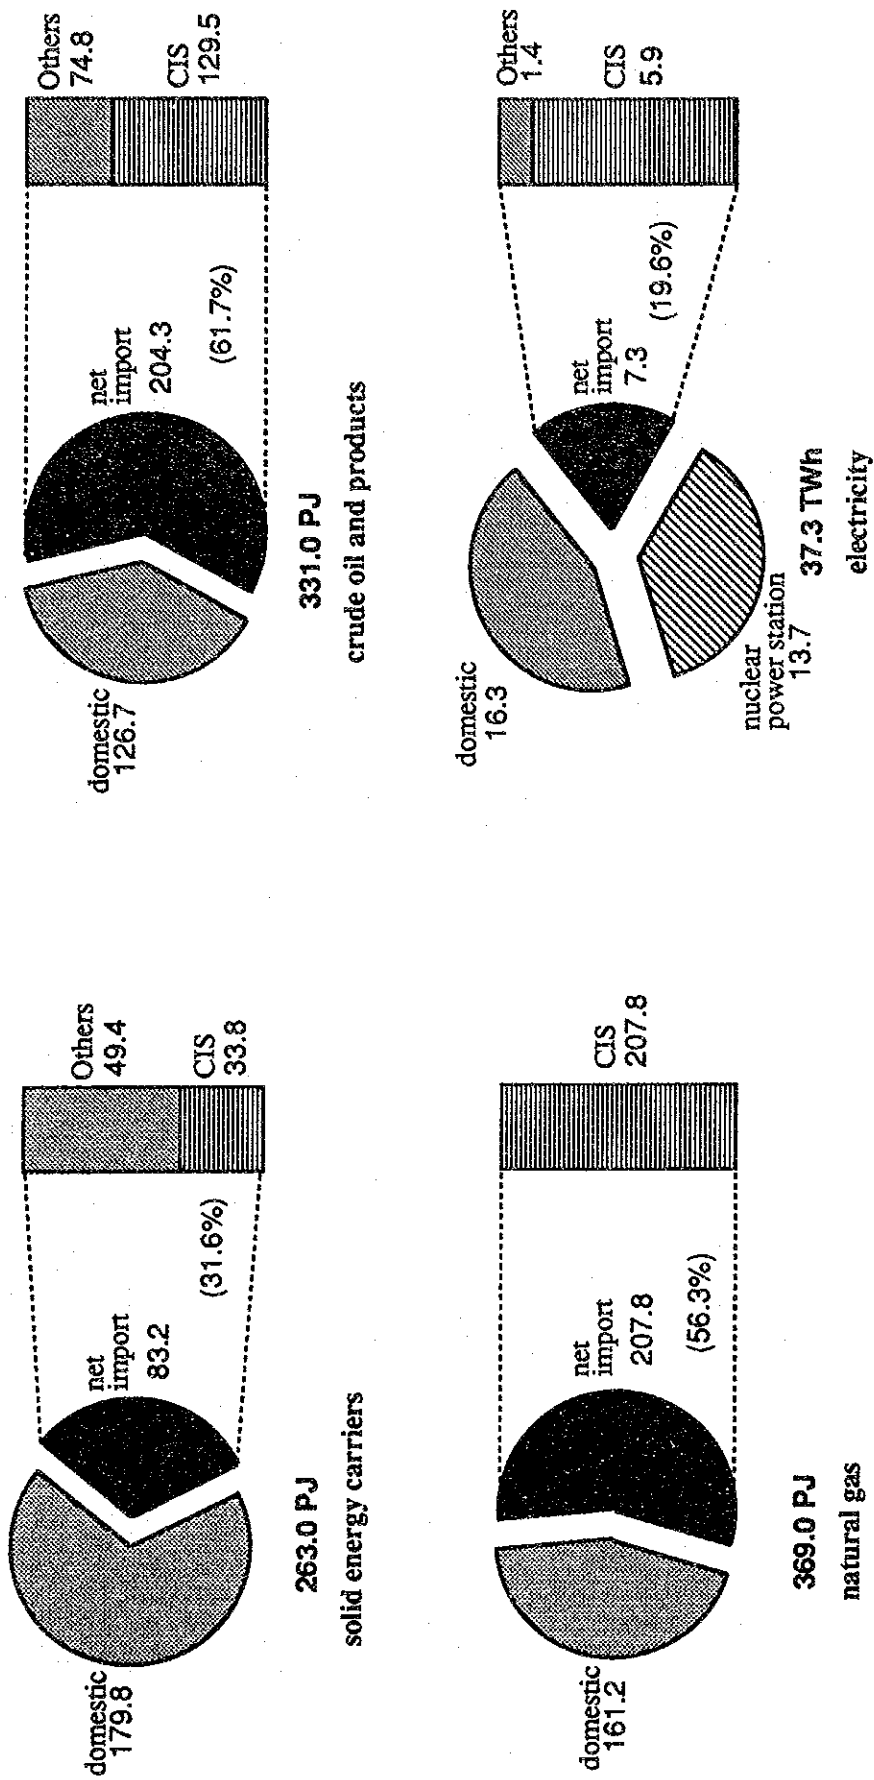 domestic
179.8
net
import
83.2
(31.6%)
Others
49.4
CIS
33.8
263.0 PJ
solid energy carriers
domestic
126.7
net
import
204.3
(61.7%)
Others
74.8
CIS
129.5
331.0 PJ
crude oil and products
domestic
161.2
net
import
207.8
(56.3%)
CIS
207.8
369.0 PJ
natural gas
domestic
16.3
net
import
7.3
(19.6%)
Others
1.4
CIS
5.9
nuclear
power station
13.7
37.3 TWh
electricity